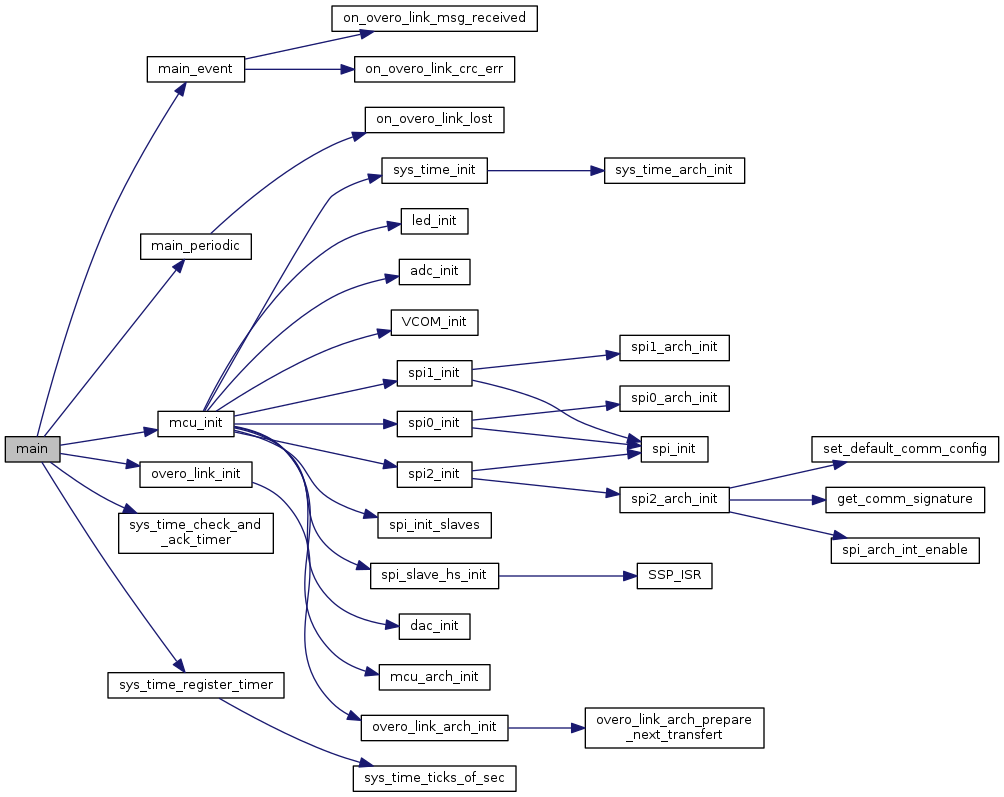 on_overo_link_msg_received
main_event
on_overo_link_crc_err
on_overo_link_lost
sys_time_init
sys_time_arch_init
led_init
main_periodic
adc_init
VCOM_init
spi1_arch_init
spi1_init
spi0_arch_init
mcu_init
spi0_init
main
spi_init
set_default_comm_config
overo_link_init
spi2_init
spi2_arch_init
get_comm_signature
sys_time_check_and
_ack_timer
spi_init_slaves
spi_arch_int_enable
spi_slave_hs_init
SSP_ISR
dac_init
mcu_arch_init
sys_time_register_timer
overo_link_arch_init
overo_link_arch_prepare
_next_transfert
sys_time_ticks_of_sec